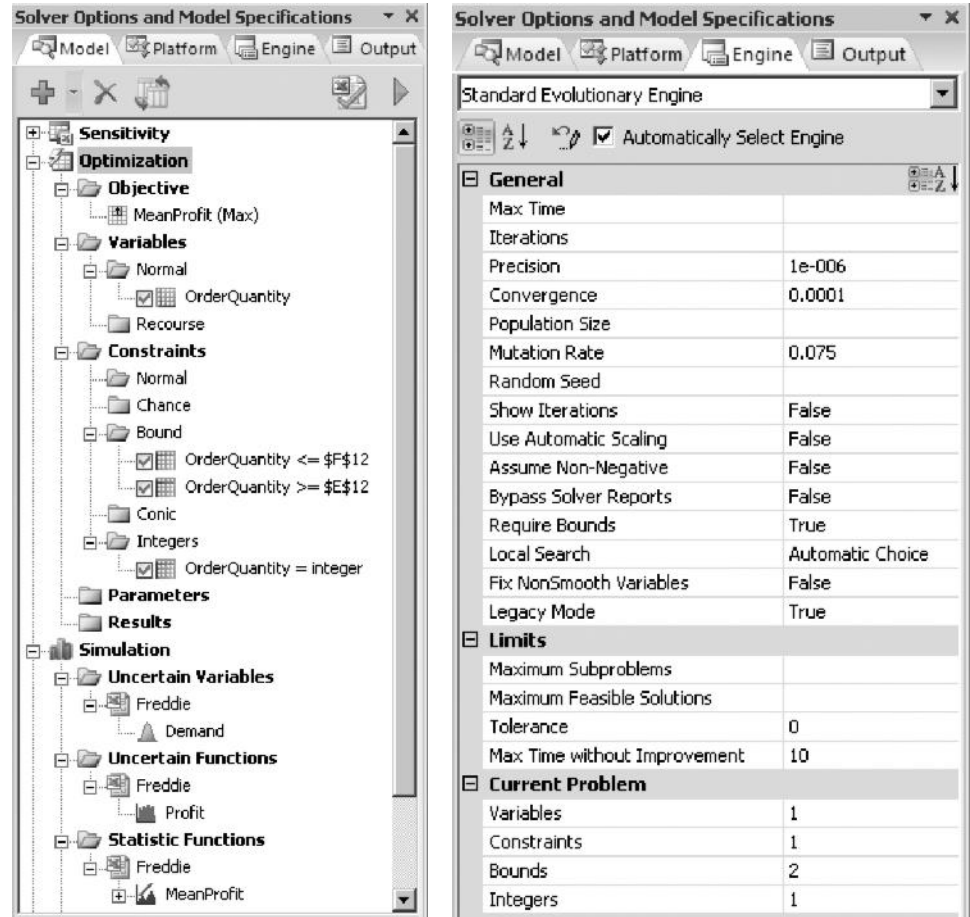 Solver Options and Model Specifications
Model Platform Engine Output
Sensitivity
Optimization
Objective
MeanProfit (Max)
Variables
Normal
OrderQuantity
Recourse
Constraints
Normal
Chance
Bound
OrderQuantity <= $F$12
OrderQuantity >= $E$12
Conic
Integers
OrderQuantity = integer
Parameters
Results
Simulation
Uncertain Variables
Freddie
Demand
Uncertain Functions
Freddie
Profit
Statistic Functions
Freddie
MeanProfit
Solver Options and Model Specifications
Model Platform Engine Output
Standard Evolutionary Engine
Automatically Select Engine
General
Max Time
Iterations
Precision 1e-006
Convergence 0.0001
Population Size
Mutation Rate 0.075
Random Seed
Show Iterations False
Use Automatic Scaling False
Assume Non-Negative False
Bypass Solver Reports False
Require Bounds True
Local Search Automatic Choice
Fix NonSmooth Variables False
Legacy Mode True
Limits
Maximum Subproblems
Maximum Feasible Solutions
Tolerance 0
Max Time without Improvement 10
Current Problem
Variables 1
Constraints 1
Bounds 2
Integers 1